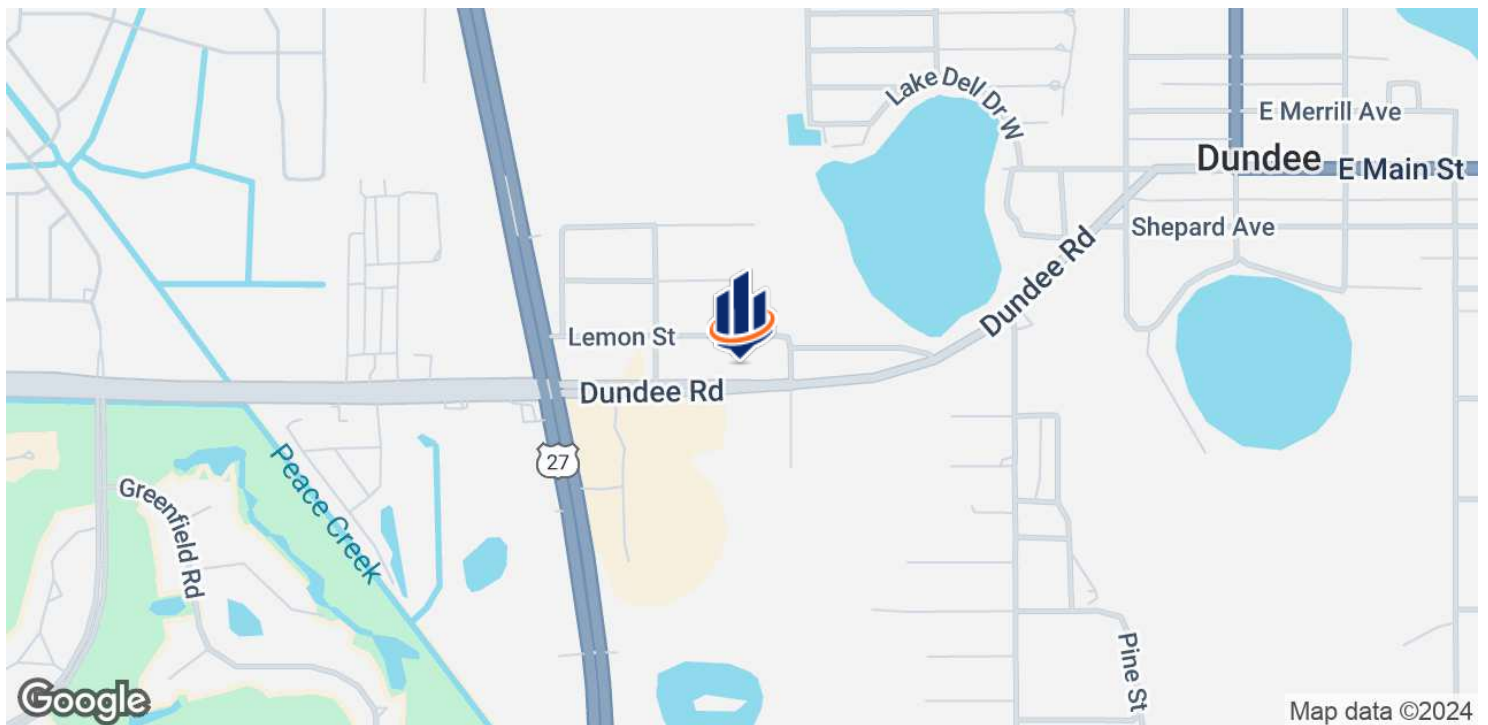 Lake Dell Dr W
E Merrill Ave
Dundee
E Main St
Shepard Ave
Dundee Rd
Lemon St
Dundee Rd
27
Peace Creek
Greenfield Rd
Pine St
Google
Map data ©2024